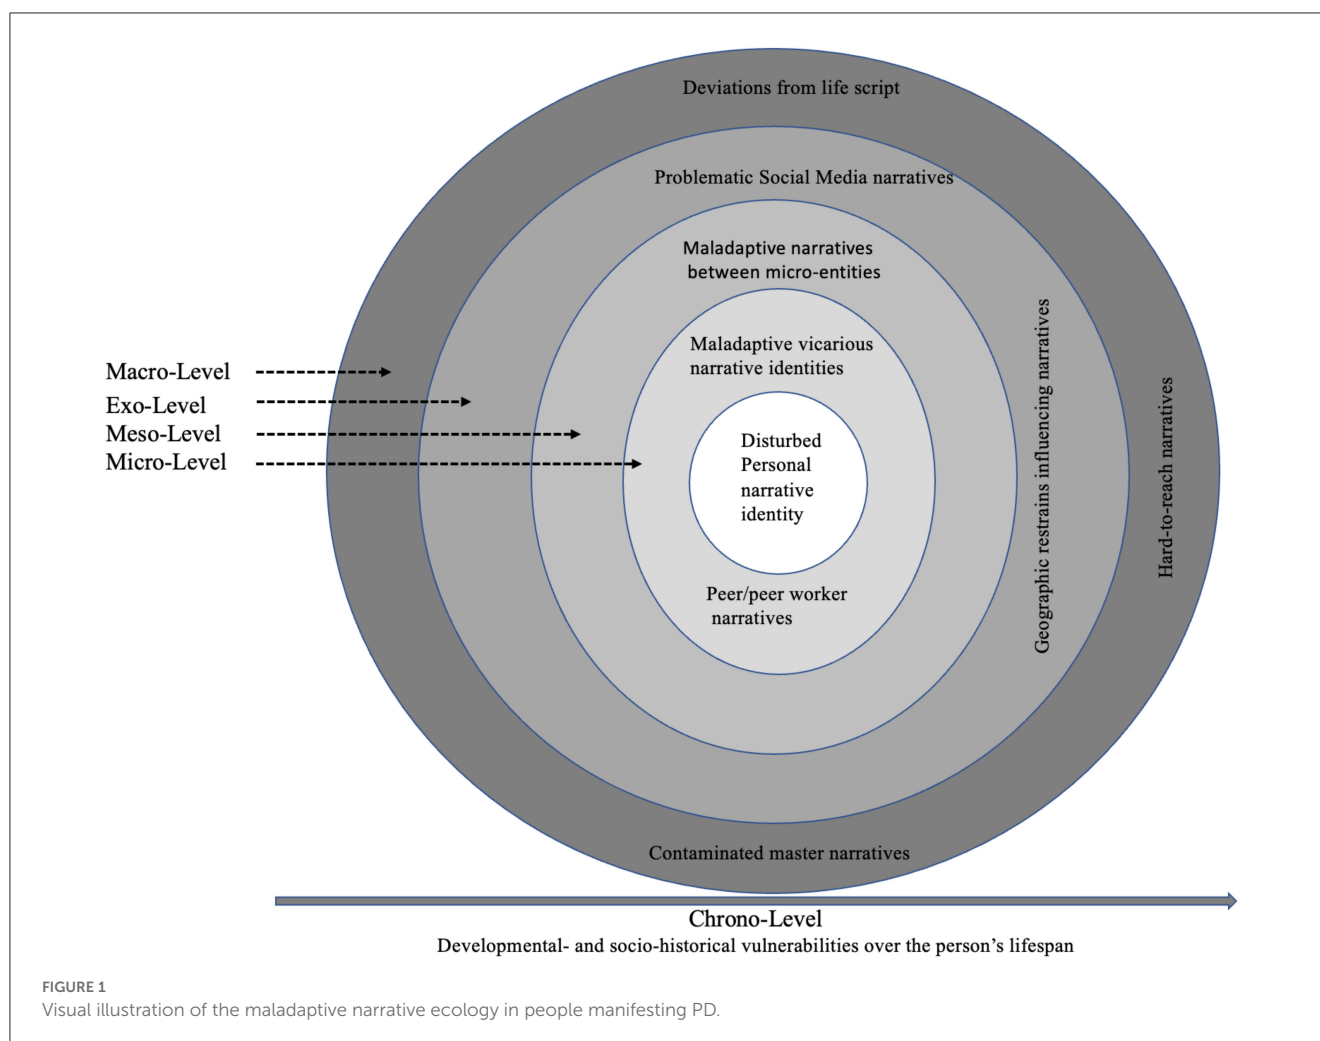 Deviations from life script
Problematic Social Media narratives
Maladaptive narratives
between micro-entities
Maladaptive vicarious
narrative identities
Disturbed
Personal
narrative
identity
Peer/peer worker
narratives
Geographic restrains influencing narratives
Hard-to-reach narratives
Contaminated master narratives
Macro-Level
Exo-Level
Meso-Level
Micro-Level
Chrono-Level
Developmental- and socio-historical vulnerabilities over the person’s lifespan
FIGURE 1
Visual illustration of the maladaptive narrative ecology in people manifesting PD.